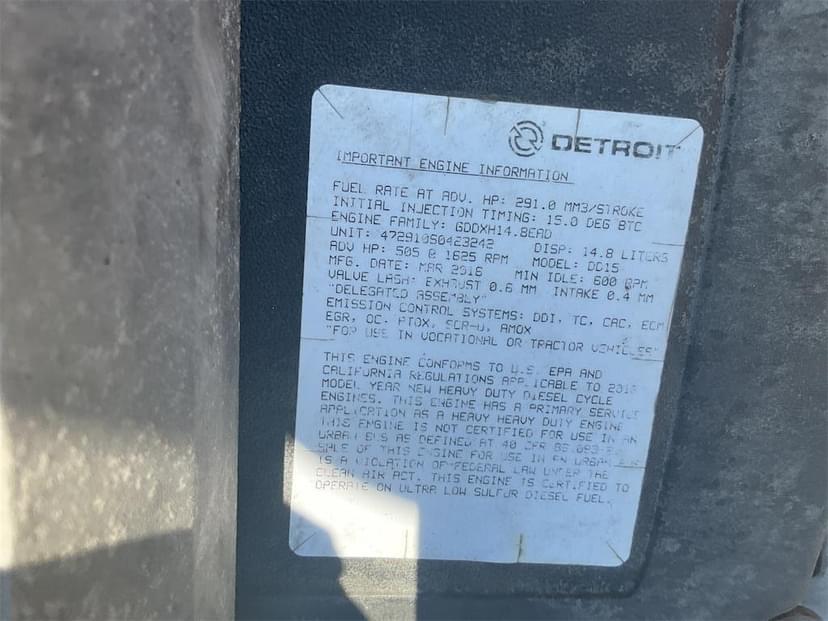 DETROIT
IMPORTANT ENGINE INFORMATION
FUEL RATE AT ADV. HP: 291.0 MM3/STROKE
INITIAL INJECTION TIMING: 15.0 DEG BTC
ENGINE FAMILY: GDDXH14.8EAD
UNIT: 472910S0423242 DISP: 14.8 LITERS
ADV HP: 505 @ 1625 RPM MODEL: DD15
MFG. DATE: MAR 2016 MIN IDLE: 600 RPM
VALVE LASH: EXHAUST 0.6 MM INTAKE 0.4 MM
"DELEGATED ASSEMBLY"
EMISSION CONTROL SYSTEMS: DDI, TC, CAC, ECM
EGR, OC, PTOX, SCR-U, AMOX
"FOR USE IN VOCATIONAL OR TRACTOR VEHICLES"
THIS ENGINE CONFORMS TO U.S. EPA AND
CALIFORNIA REGULATIONS APPLICABLE TO 2016
MODEL YEAR NEW HEAVY DUTY DIESEL CYCLE
ENGINES. THIS ENGINE HAS A PRIMARY SERVICE
APPLICATION AS A HEAVY HEAVY DUTY ENGINE
THIS ENGINE IS NOT CERTIFIED FOR USE IN AN
URBAN BUS AS DEFINED AT 40 CFR
SALE OF THIS ENGINE FOR USE IN AN URBAN BUS
IS A VIOLATION OF FEDERAL LAW UNDER THE
CLEAN AIR ACT. THIS ENGINE IS CERTIFIED TO
OPERATE ON ULTRA LOW SULFUR DIESEL FUEL.